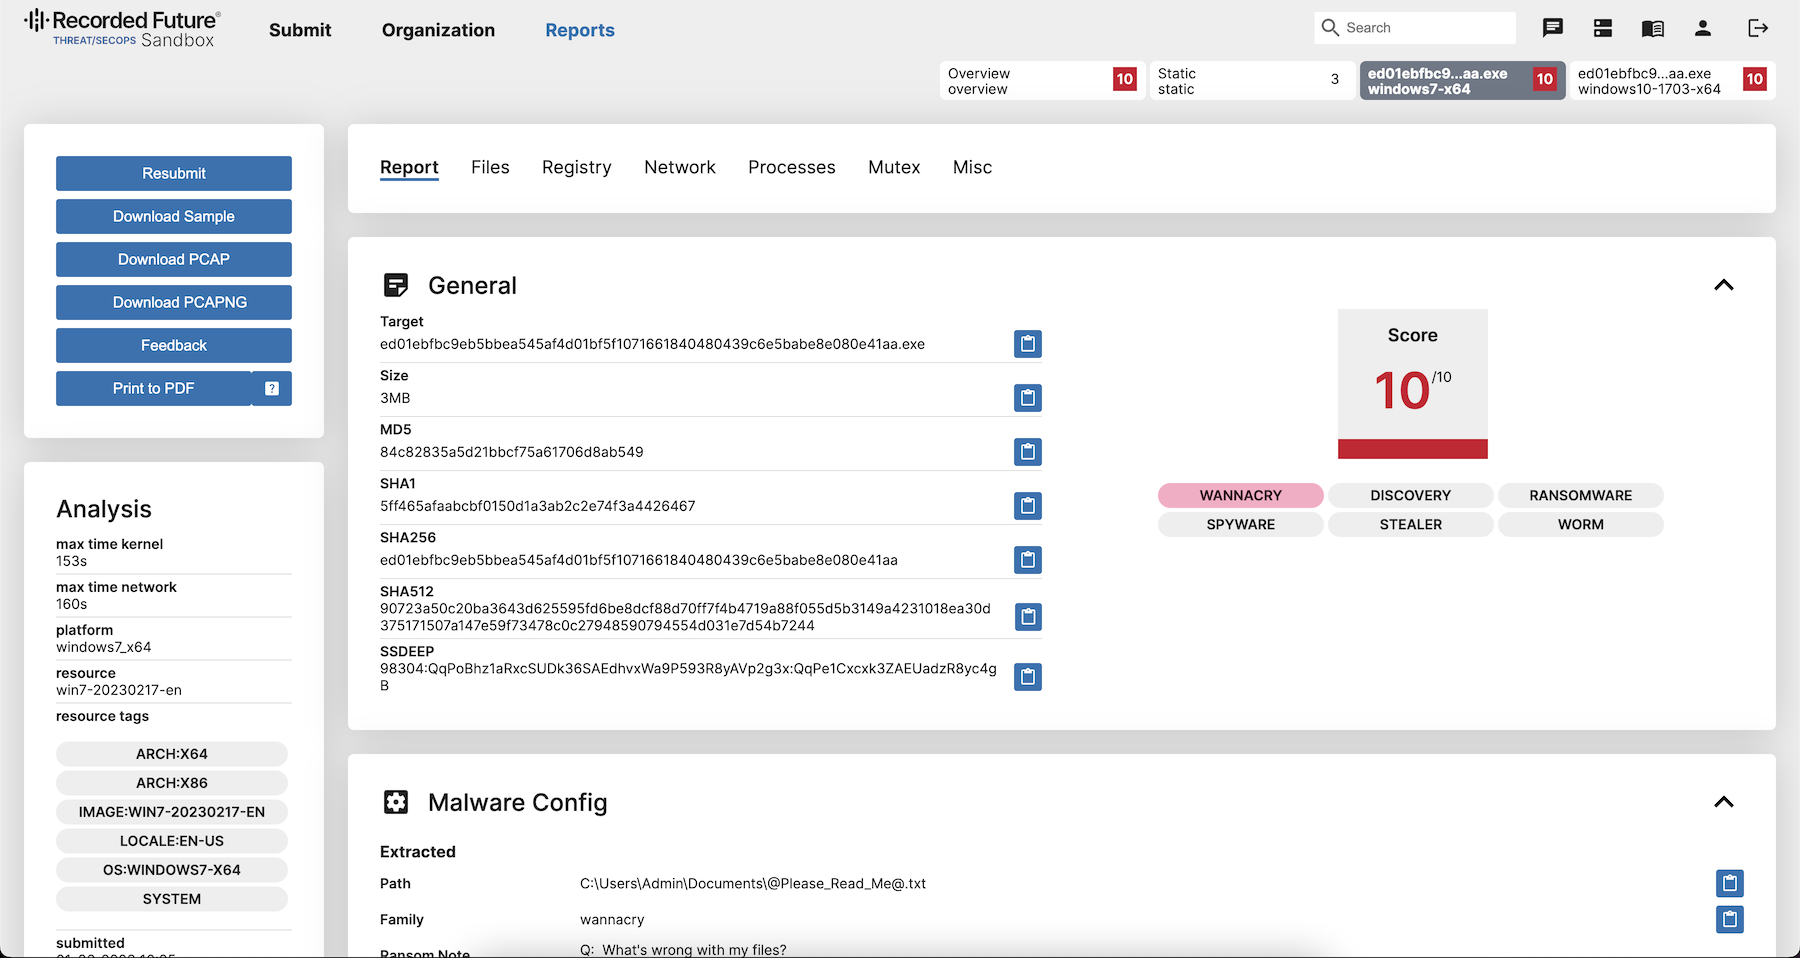 Recorded Future®
THREAT/SECOPS Sandbox
Submit
Organization
Reports
Search
Overview
overview
10
Static
static
3
ed01ebfbc9...aa.exe
windows7-x64
10
ed01ebfbc9...aa.exe
windows10-1703-x64
10
Resubmit
Download Sample
Download PCAP
Download PCAPNG
Feedback
Print to PDF
?
Analysis
max time kernel
153s
max time network
160s
platform
windows7_x64
resource
win7-20230217-en
resource tags
ARCH:X64
ARCH:X86
IMAGE:WIN7-20230217-EN
LOCALE:EN-US
OS:WINDOWS7-X64
SYSTEM
submitted
Report
Files
Registry
Network
Processes
Mutex
Misc
General
Target
ed01ebfbc9eb5bbea545af4d01bf5f1071661840480439c6e5babe8e080e41aa.exe
Size
3MB
MD5
84c82835a5d21bbcf75a61706d8ab549
SHA1
5ff465afaabcbf0150d1a3ab2c2e74f3a4426467
SHA256
ed01ebfbc9eb5bbea545af4d01bf5f1071661840480439c6e5babe8e080e41aa
SHA512
90723a50c20ba3643d625595fd6be8dcf88d70ff7f4b4719a88f055d5b3149a4231018ea30d
375171507a147e59f73478c0c27948590794554d031e7d54b7244
SSDEEP
98304:QqPoBhz1aRxcSUDk36SAEdhvxWa9P593R8yAVp2g3x:QqPe1Cxcxk3ZAEUadzR8yc4g
B
Score
10/10
WANNACRY
DISCOVERY
RANSOMWARE
SPYWARE
STEALER
WORM
Malware Config
Extracted
Path
C:\Users\Admin\Documents\@Please_Read_Me@.txt
Family
wannacry
Ransom Note
Q: What's wrong with my files?